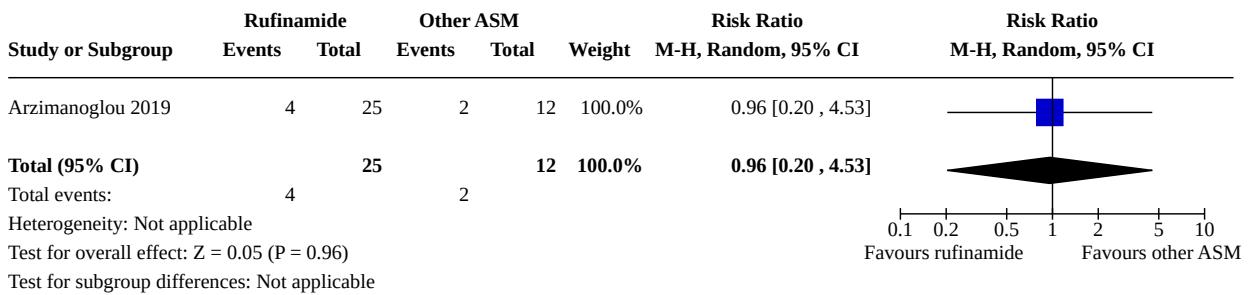 Rufinamide Other ASM Risk Ratio Risk Ratio
Study or Subgroup Events Total Events Total Weight M-H, Random, 95% CI M-H, Random, 95% CI
Arzimanoglou 2019 4 25 2 12 100.0% 0.96 [0.20 , 4.53]
Total (95% CI) 25 12 100.0% 0.96 [0.20 , 4.53]
Total events: 4 2
Heterogeneity: Not applicable
0.1 0.2 0.5 1 2 5 10
Test for overall effect: Z = 0.05 (P = 0.96) Favours rufinamide Favours other ASM
Test for subgroup differences: Not applicable